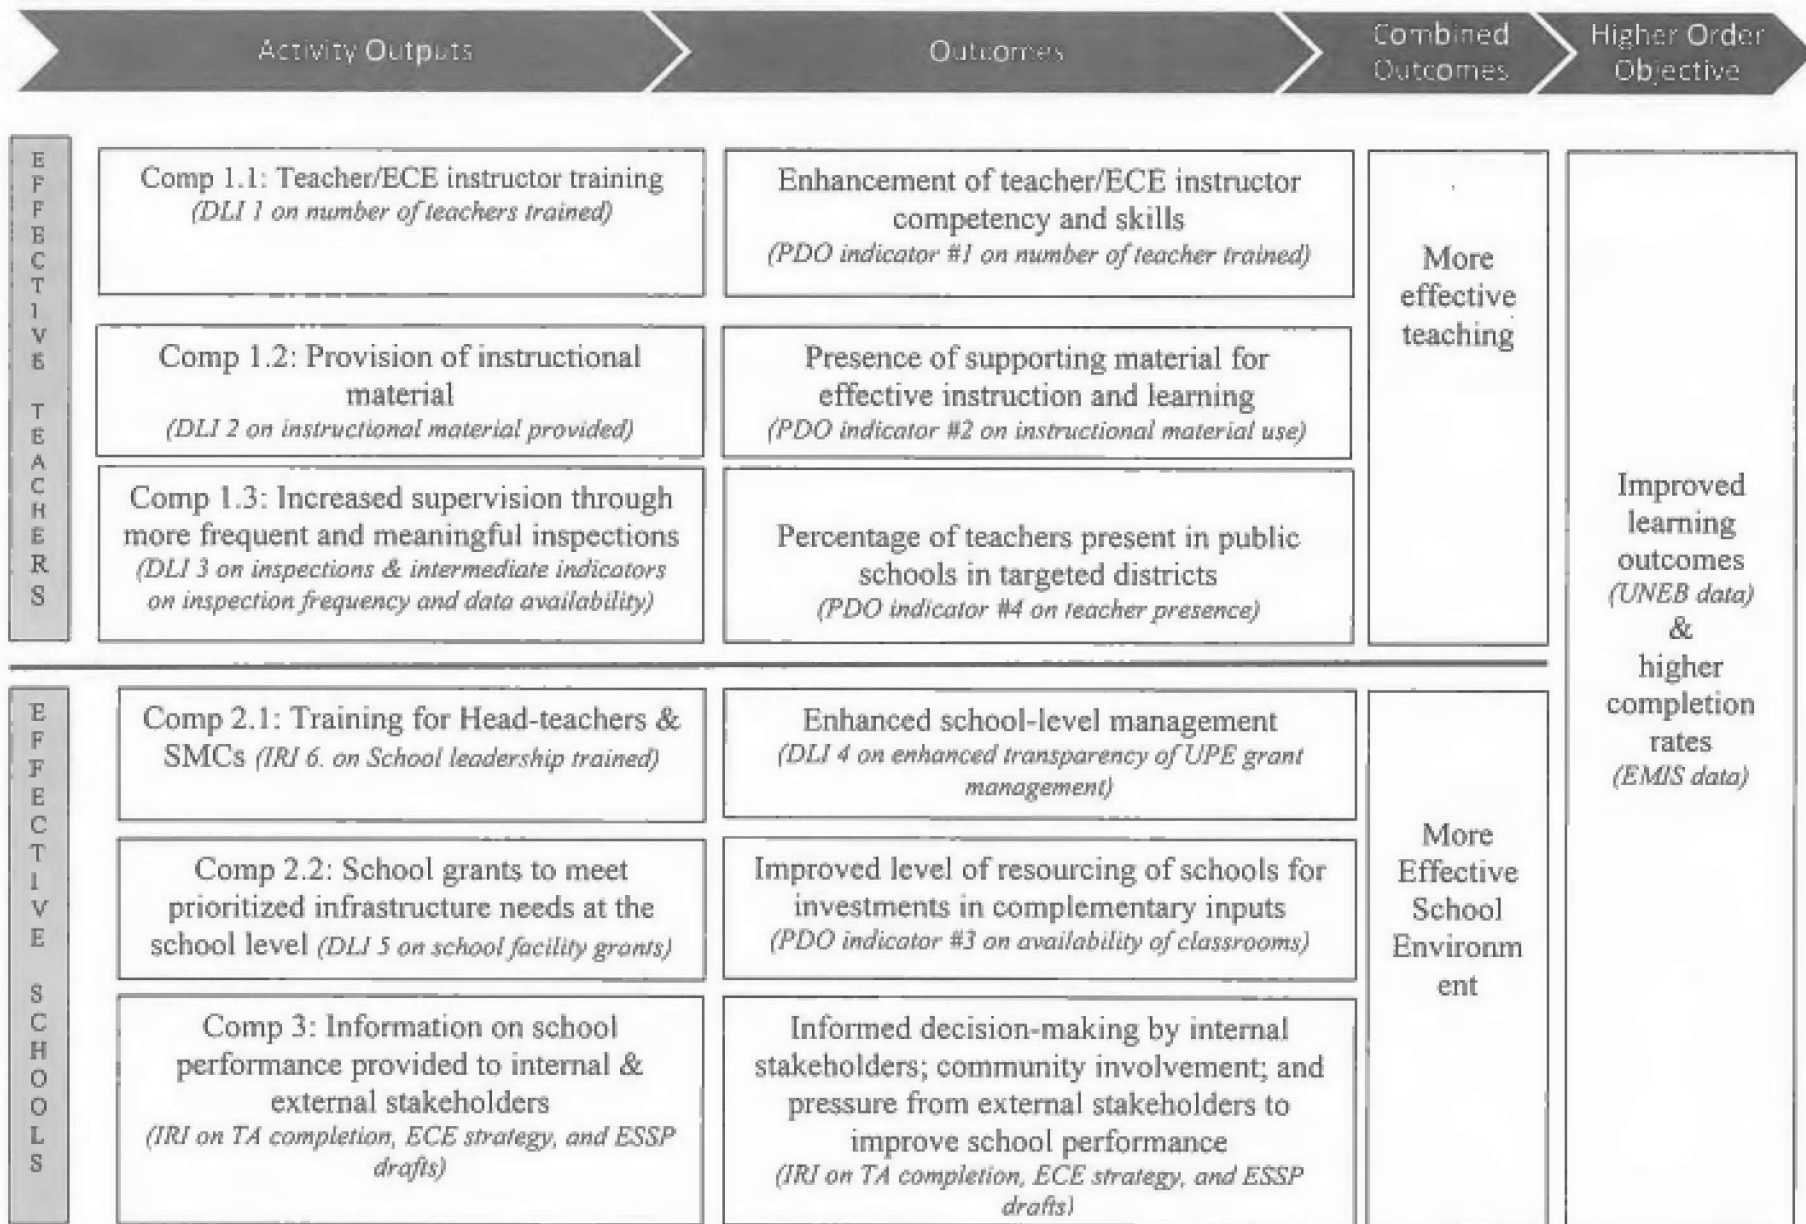 Activity Outputs
Outcomes
Combined
Outcomes
Higher Order
Objective
EFFECTIVE TEACHERS
Comp 1.1: Teacher/ECE instructor training
(DLI 1 on number of teachers trained)
Enhancement of teacher/ECE instructor
competency and skills
(PDO indicator #1 on number of teacher trained)
Comp 1.2: Provision of instructional
material
(DLI 2 on instructional material provided)
Presence of supporting material for
effective instruction and learning
(PDO indicator #2 on instructional material use)
Comp 1.3: Increased supervision through
more frequent and meaningful inspections
(DLI 3 on inspections & intermediate indicators
on inspection frequency and data availability)
Percentage of teachers present in public
schools in targeted districts
(PDO indicator #4 on teacher presence)
More
effective
teaching
EFFECTIVE SCHOOLS
Comp 2.1: Training for Head-teachers &
SMCs (IRI 6. on School leadership trained)
Enhanced school-level management
(DLI 4 on enhanced transparency of UPE grant
management)
Comp 2.2: School grants to meet
prioritized infrastructure needs at the
school level (DLI 5 on school facility grants)
Improved level of resourcing of schools for
investments in complementary inputs
(PDO indicator #3 on availability of classrooms)
Comp 3: Information on school
performance provided to internal &
external stakeholders
(IRI on TA completion, ECE strategy, and ESSP
drafts)
Informed decision-making by internal
stakeholders; community involvement; and
pressure from external stakeholders to
improve school performance
(IRI on TA completion, ECE strategy, and ESSP
drafts)
More
Effective
School
Environm
ent
Improved
learning
outcomes
(UNEB data)
&
higher
completion
rates
(EMIS data)